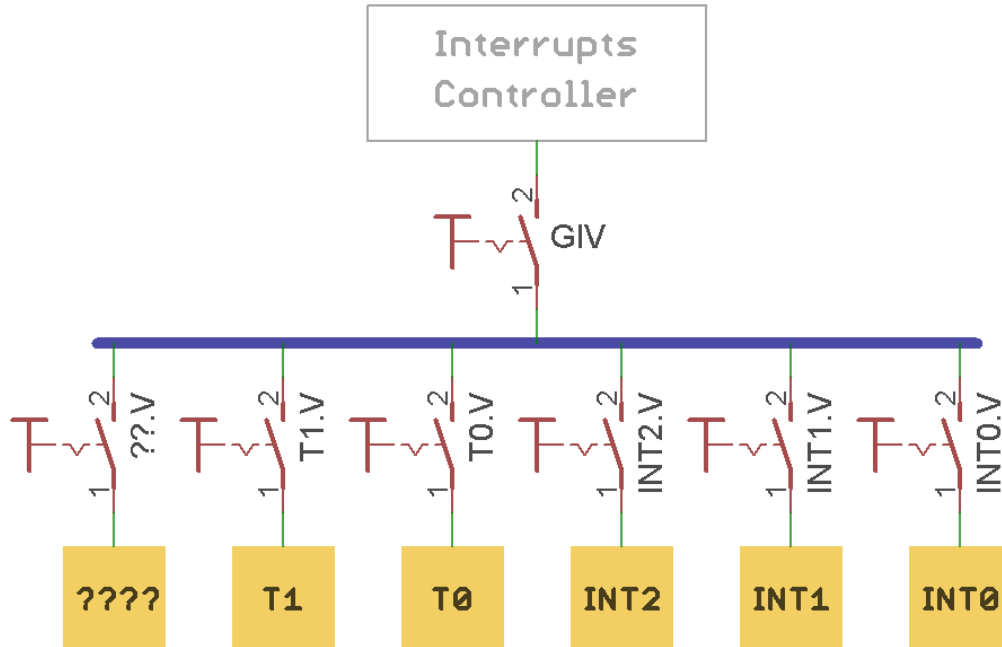 Interrupts
Controller
2
GIV
1
2
??.V
1
2
T1.V
1
2
T0.V
1
2
INT2.V
1
2
INT1.V
1
2
INT0.V
1
????
T1
T0
INT2
INT1
INT0